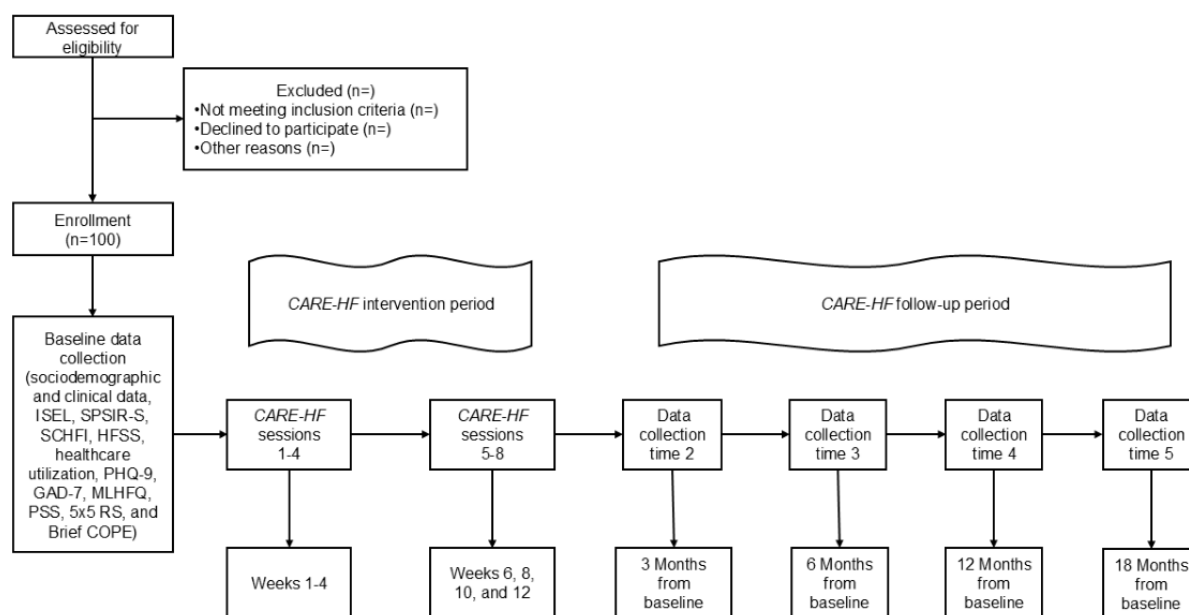 Assessed for
eligibility
Excluded (n=)
•Not meeting inclusion criteria (n=)
•Declined to participate (n=)
•Other reasons (n=)
Enrollment
(n=100)
CARE-HF intervention period
CARE-HF follow-up period
Baseline data
collection
(sociodemographic
and clinical data,
ISEL, SPSIR-S,
SCHFI, HFSS,
healthcare
utilization, PHQ-9,
GAD-7, MLHFQ,
PSS, 5x5 RS, and
Brief COPE)
CARE-HF
sessions
1-4
CARE-HF
sessions
5-8
Data
collection
time 2
Data
collection
time 3
Data
collection
time 4
Data
collection
time 5
Weeks 1-4
Weeks 6, 8,
10, and 12
3 Months
from
baseline
6 Months
from
baseline
12 Months
from
baseline
18 Months
from
baseline